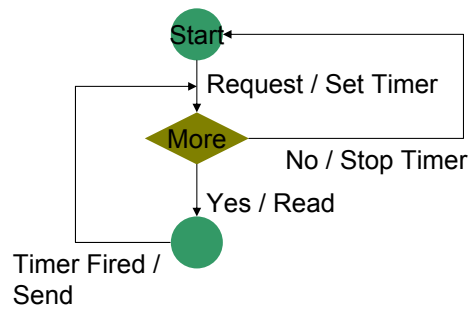 Start
Request / Set Timer
More
No / Stop Timer
Yes / Read
Timer Fired /
Send